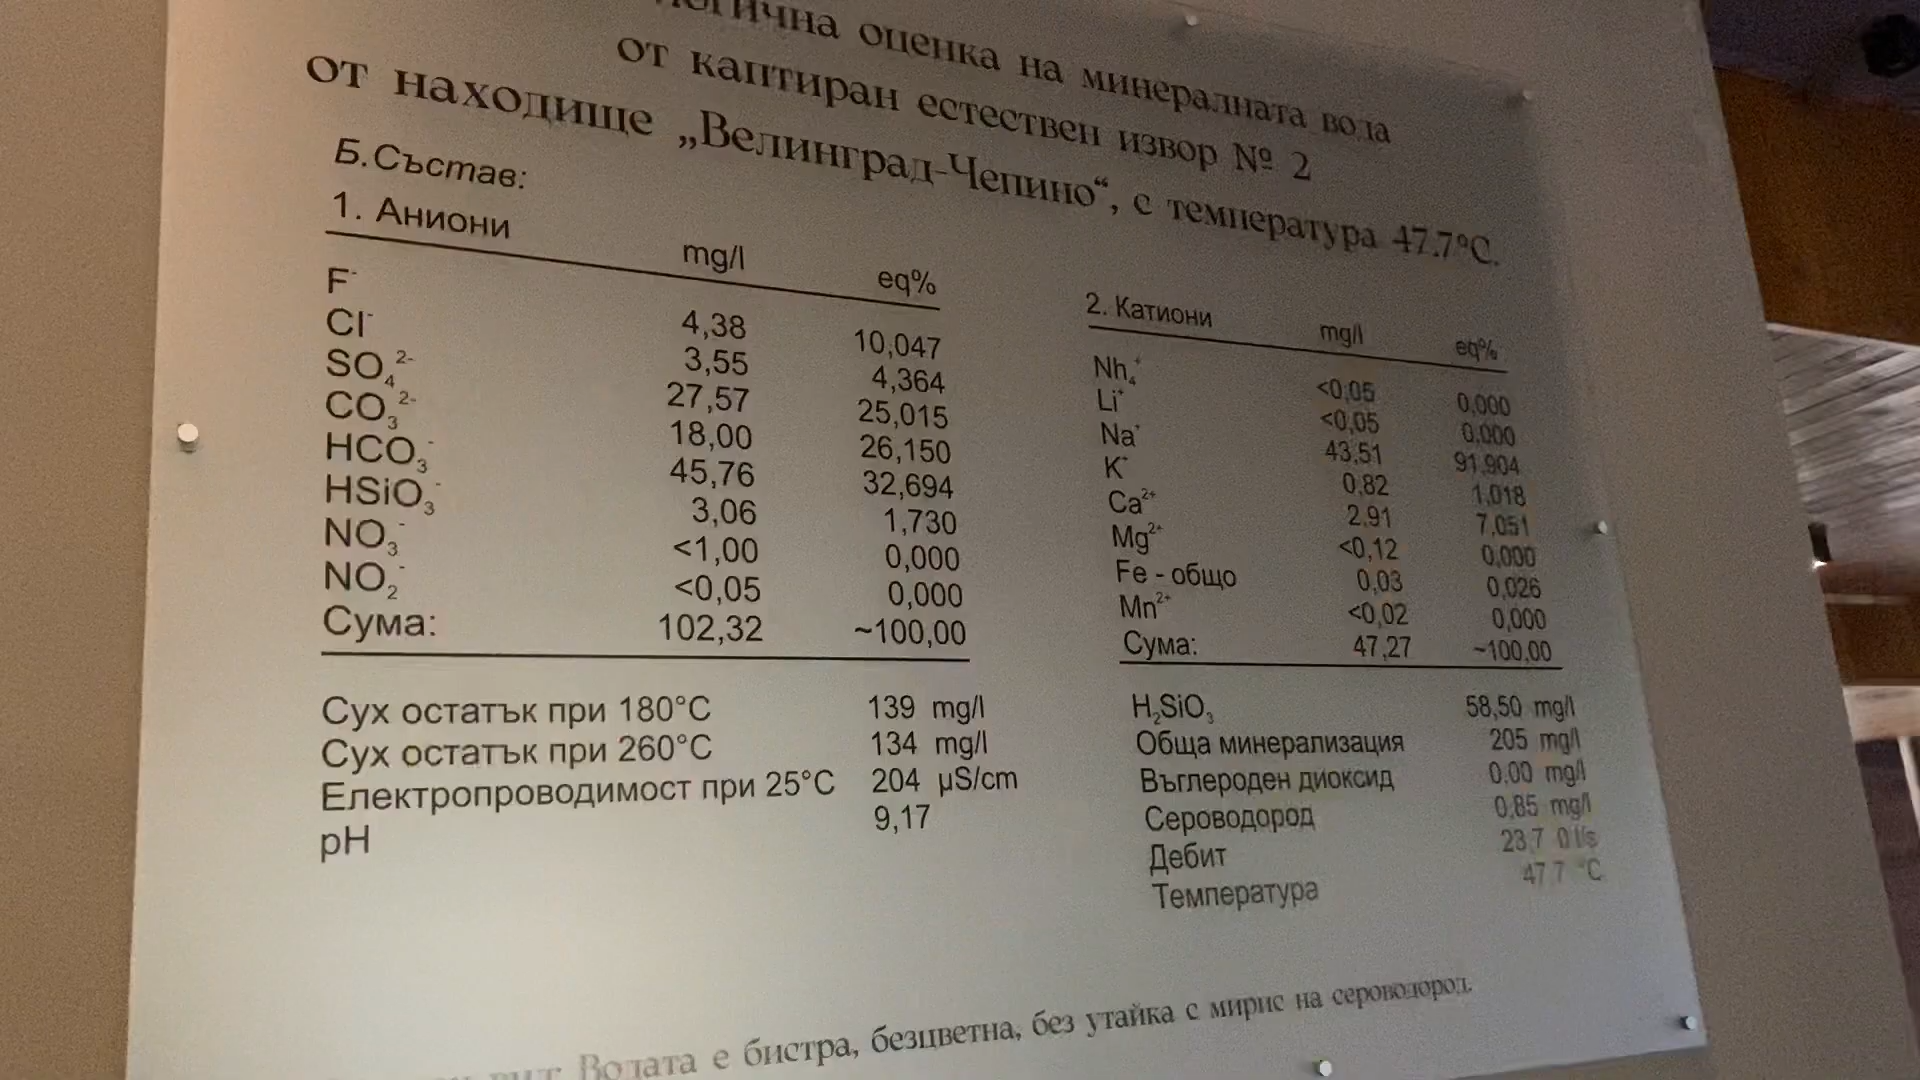 оценка на минералната вода
от каптиран естествен извор № 2
от находище „Велинград-Чепино“, с температура 47.7°C.
Б.Състав:
1. Аниони mg/l eq%
F⁻ 4,38 10,047
Cl⁻ 3,55 4,364
SO₄²⁻ 27,57 25,015
CO₃²⁻ 18,00 26,150
HCO₃⁻ 45,76 32,694
HSiO₃⁻ 3,06 1,730
NO₃⁻ <1,00 0,000
NO₂⁻ <0,05 0,000
Сума: 102,32 ~100,00
Сух остатък при 180°C 139 mg/l
Сух остатък при 260°C 134 mg/l
Електропроводимост при 25°C 204 µS/cm
pH 9,17
2. Катиони mg/l eq%
Nh₄⁺ <0,05 0,000
Li⁺ <0,05 0,000
Na⁺ 43,51 91,904
K⁺ 0,82 1,018
Ca²⁺ 2,91 7,051
Mg²⁺ <0,12 0,000
Fe - общо 0,03 0,026
Mn²⁺ <0,02 0,000
Сума: 47,27 ~100,00
H₂SiO₃ 58,50 mg/l
Обща минерализация 205 mg/l
Въглероден диоксид 0,00 mg/l
Сероводород 0,85 mg/l
Дебит 23,7 0 l/s
Температура 47,7 °C
Водата е бистра, безцветна, без утайка с мирис на сероводород.